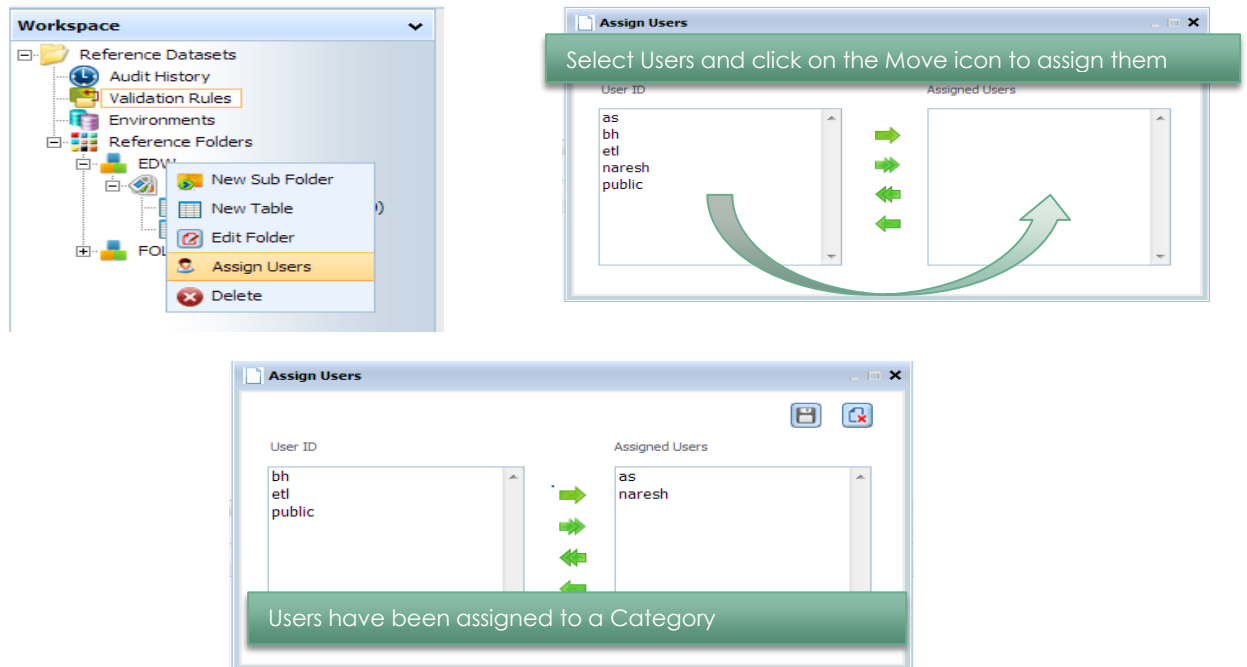 Workspace
Reference Datasets
Audit History
Validation Rules
Environments
Reference Folders
EDW
New Sub Folder
New Table
)
Edit Folder
FOL
Assign Users
Delete
Assign Users
Select Users and click on the Move icon to assign them
User ID
Assigned Users
as
bh
etl
naresh
public
Assign Users
User ID
Assigned Users
bh
etl
public
as
naresh
Users have been assigned to a Category